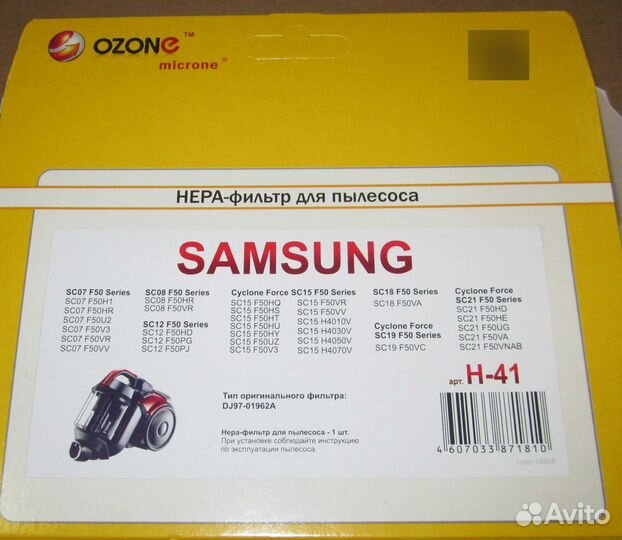 OZONE™
microne®
HEPA-фильтр для пылесоса
SAMSUNG
SC07 F50 Series
SC07 F50H1
SC07 F50HR
SC07 F50U2
SC07 F50V3
SC07 F50VR
SC07 F50VV
SC08 F50 Series
SC08 F50HR
SC08 F50VR
SC12 F50 Series
SC12 F50HD
SC12 F50PG
SC12 F50PJ
Cyclone Force SC15 F50 Series
SC15 F50HQ
SC15 F50HS
SC15 F50HT
SC15 F50HU
SC15 F50HY
SC15 F50UZ
SC15 F50V3
SC15 F50VR
SC15 F50VV
SC15 H4010V
SC15 H4030V
SC15 H4050V
SC15 H4070V
SC18 F50 Series
SC18 F50VA
Cyclone Force
SC19 F50 Series
SC19 F50VC
Cyclone Force
SC21 F50 Series
SC21 F50HD
SC21 F50HE
SC21 F50UG
SC21 F50VA
SC21 F50VNAB
арт. H-41
Тип оригинального фильтра:
DJ97-01962A
Hepa-фильтр для пылесоса - 1 шт.
При установке соблюдайте инструкцию
по эксплуатации пылесоса.
4 607033 871810
code 14869
Avito